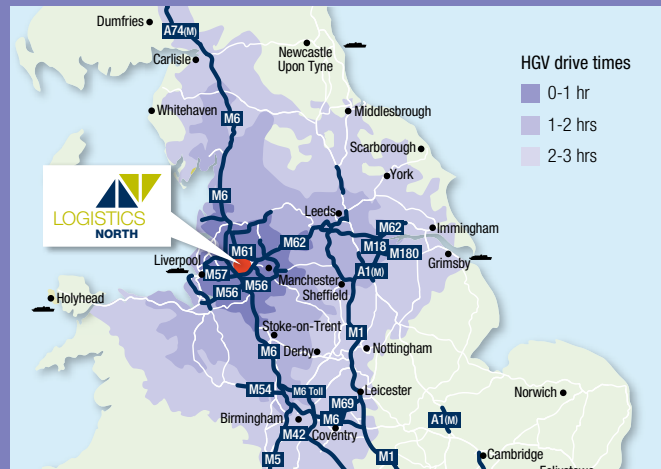 Dumfries
A74(M)
Carlisle
Newcastle
Upon Tyne
HGV drive times
0-1 hr
1-2 hrs
2-3 hrs
Whitehaven
M6
Middlesbrough
Scarborough
York
M6
LOGISTICS
NORTH
Leeds
M62
Immingham
M61
M62
M18
M180
Liverpool
Grimsby
M57
M56
Manchester
A1(M)
Sheffield
M56
Holyhead
Stoke-on-Trent
M1
M6
Derby
Nottingham
M54
M6 Toll
Leicester
Norwich
M69
Birmingham
M6
A1(M)
M42
Coventry
M5
M1
Cambridge